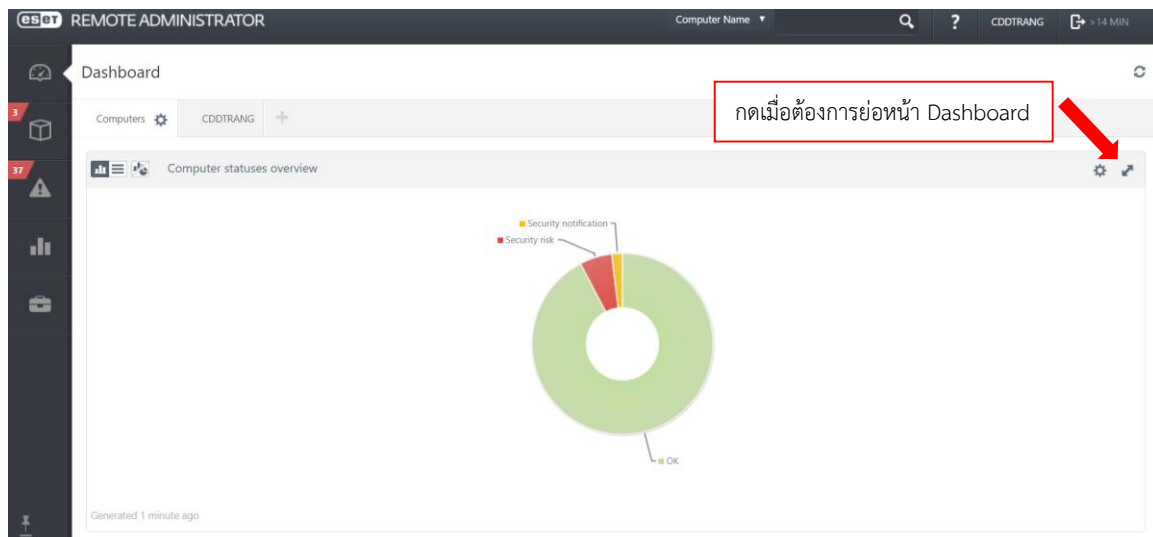 eset REMOTE ADMINISTRATOR
Computer Name
?
CDDTRANG
>14 MIN
Dashboard
3
Computers
CDDTRANG
กดเมื่อต้องการย่อหน้า Dashboard
37
Computer statuses overview
Security notification
Security risk
OK
Generated 1 minute ago